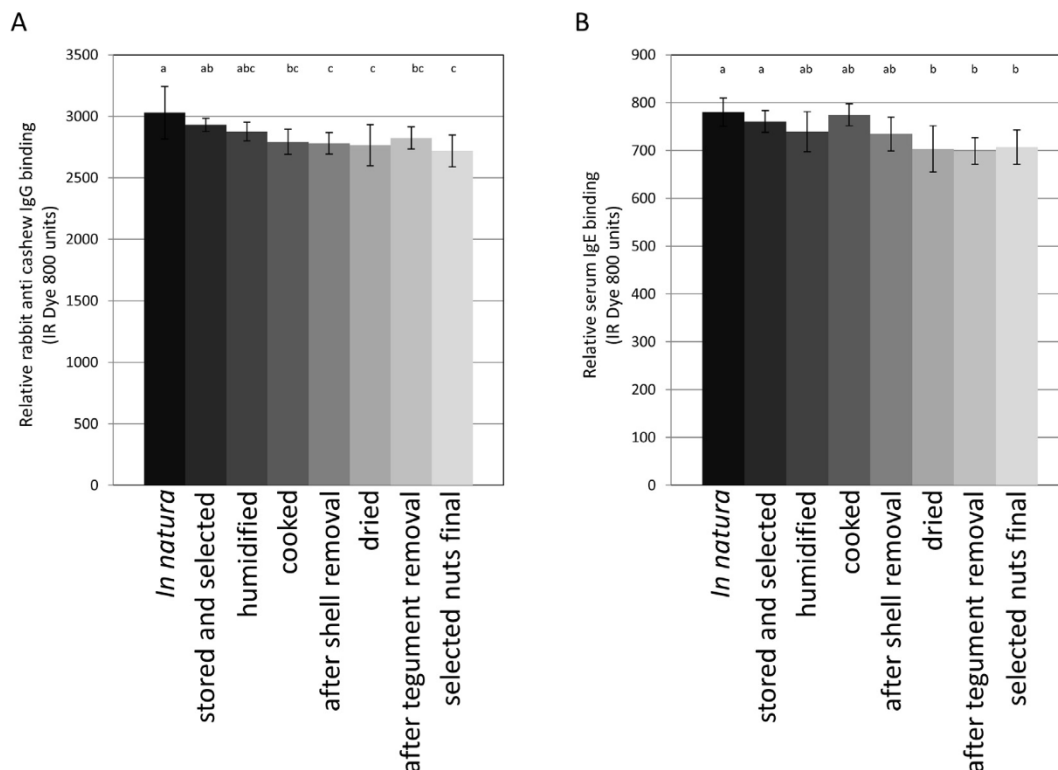 A
Relative rabbit anti cashew IgG binding
(IR Dye 800 units)
3500
3000
2500
2000
1500
1000
500
0
a
ab
abc
bc
c
c
bc
c
In natura
stored and selected
humidified
cooked
after shell removal
dried
after tegument removal
selected nuts final
B
Relative serum IgE binding
(IR Dye 800 units)
900
800
700
600
500
400
300
200
100
0
a
a
ab
ab
ab
b
b
b
In natura
stored and selected
humidified
cooked
after shell removal
dried
after tegument removal
selected nuts final